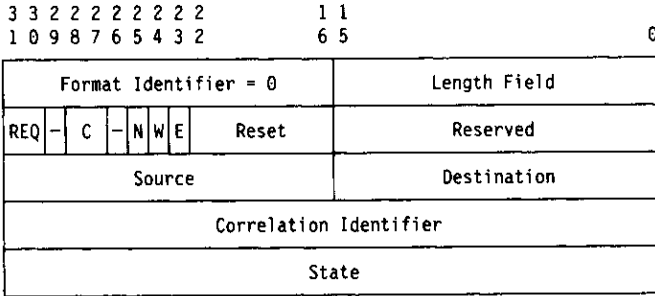 3 3 2 2 2 2 2 2 2 2 1 1
1 0 9 8 7 6 5 4 3 2 6 5 0
Format Identifier = 0 Length Field
REQ - C - N W E Reset Reserved
Source Destination
Correlation Identifier
State